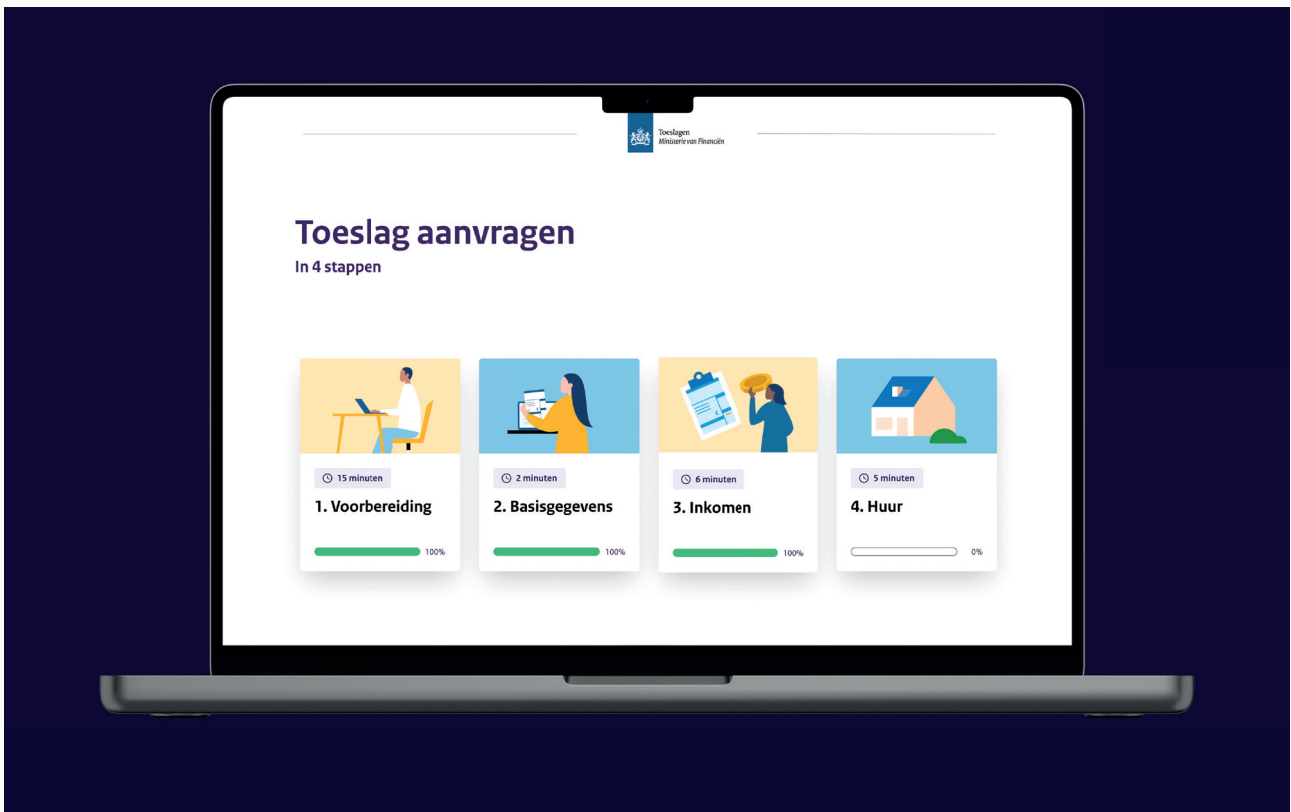 Toeslagen
Ministerie van Financiën
Toeslag aanvragen
In 4 stappen
15 minuten
1. Voorbereiding
100%
2 minuten
2. Basisgegevens
100%
6 minuten
3. Inkomen
100%
5 minuten
4. Huur
0%